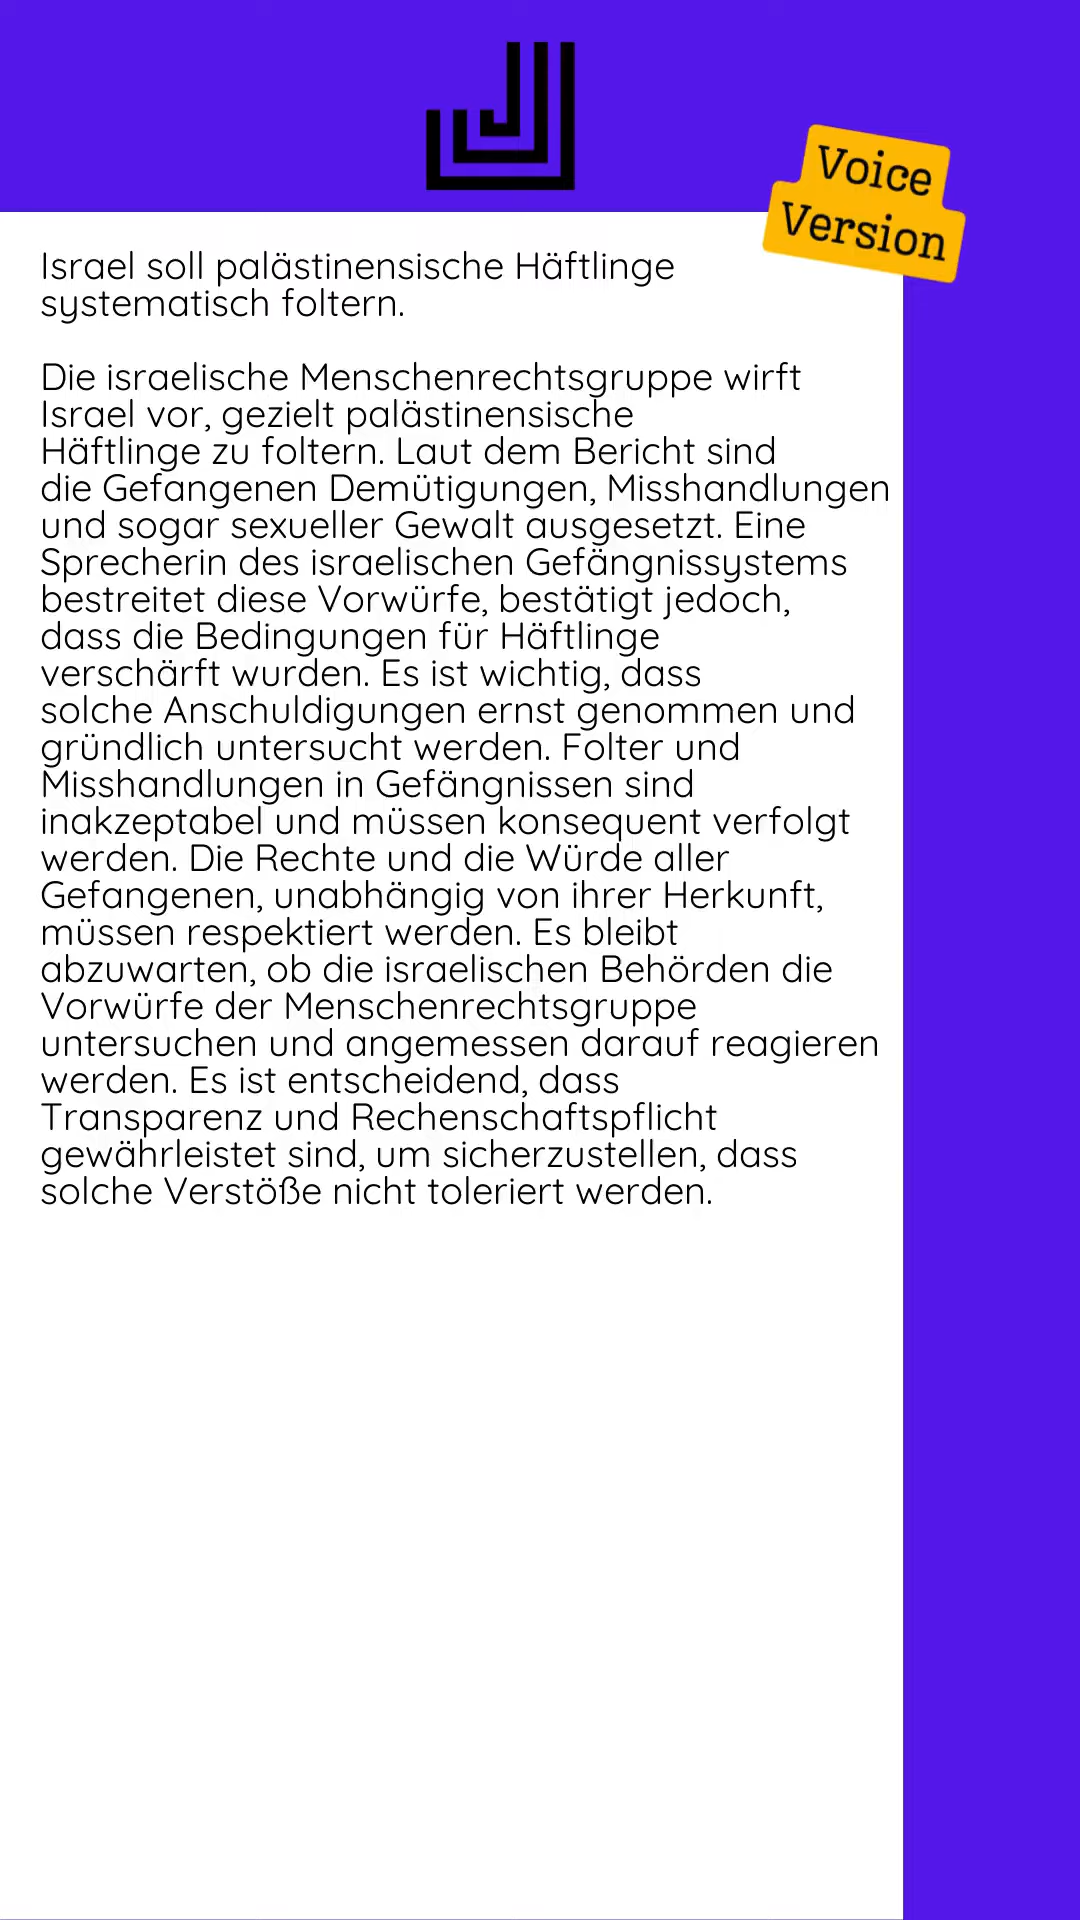 Voice
Version
Israel soll palästinensische Häftlinge
systematisch foltern.
Die israelische Menschenrechtsgruppe wirft
Israel vor, gezielt palästinensische
Häftlinge zu foltern. Laut dem Bericht sind
die Gefangenen Demütigungen, Misshandlungen
und sogar sexueller Gewalt ausgesetzt. Eine
Sprecherin des israelischen Gefängnissystems
bestreitet diese Vorwürfe, bestätigt jedoch,
dass die Bedingungen für Häftlinge
verschärft wurden. Es ist wichtig, dass
solche Anschuldigungen ernst genommen und
gründlich untersucht werden. Folter und
Misshandlungen in Gefängnissen sind
inakzeptabel und müssen konsequent verfolgt
werden. Die Rechte und die Würde aller
Gefangenen, unabhängig von ihrer Herkunft,
müssen respektiert werden. Es bleibt
abzuwarten, ob die israelischen Behörden die
Vorwürfe der Menschenrechtsgruppe
untersuchen und angemessen darauf reagieren
werden. Es ist entscheidend, dass
Transparenz und Rechenschaftspflicht
gewährleistet sind, um sicherzustellen, dass
solche Verstöße nicht toleriert werden.